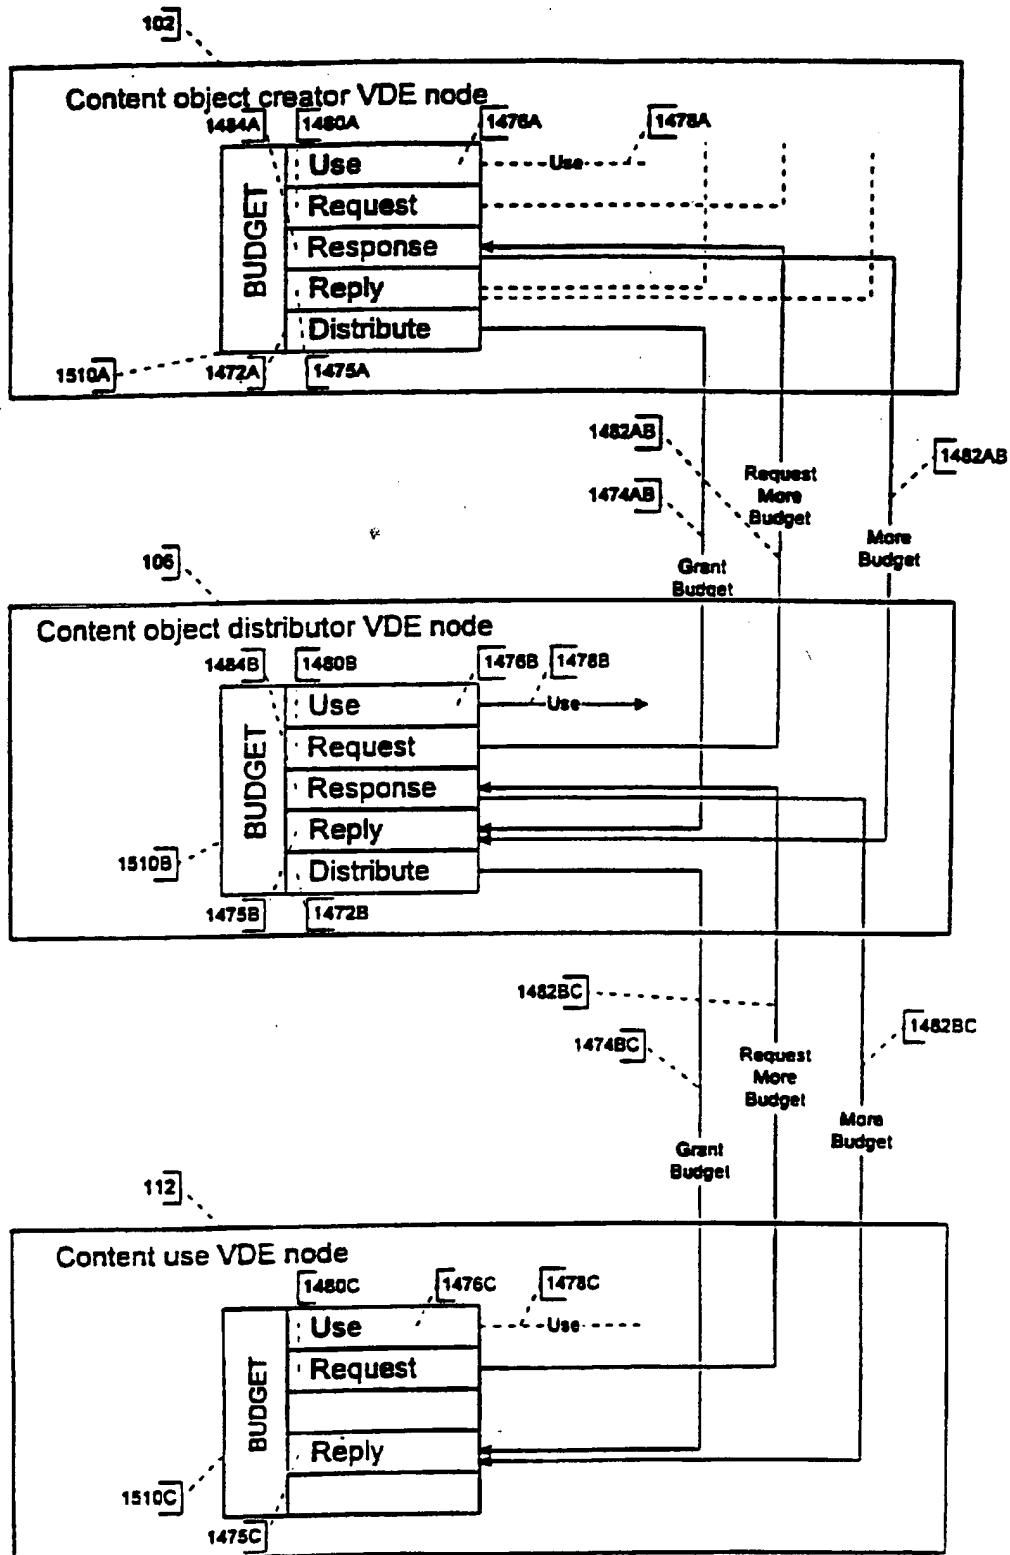 102
Content object creator VDE node
1484A
1480A
1476A
1478A
BUDGET
Use
Use
Request
Response
Reply
Distribute
1510A
1472A
1475A
1482AB
1482AB
1474AB
Request
More
Budget
More
Budget
Grant
Budget
106
Content object distributor VDE node
1484B
1480B
1476B
1478B
BUDGET
Use
Use
Request
Response
Reply
Distribute
1510B
1475B
1472B
1482BC
1482BC
1474BC
Request
More
Budget
More
Budget
Grant
Budget
112
Content use VDE node
1480C
1476C
1478C
BUDGET
Use
Use
Request
Reply
1510C
1475C